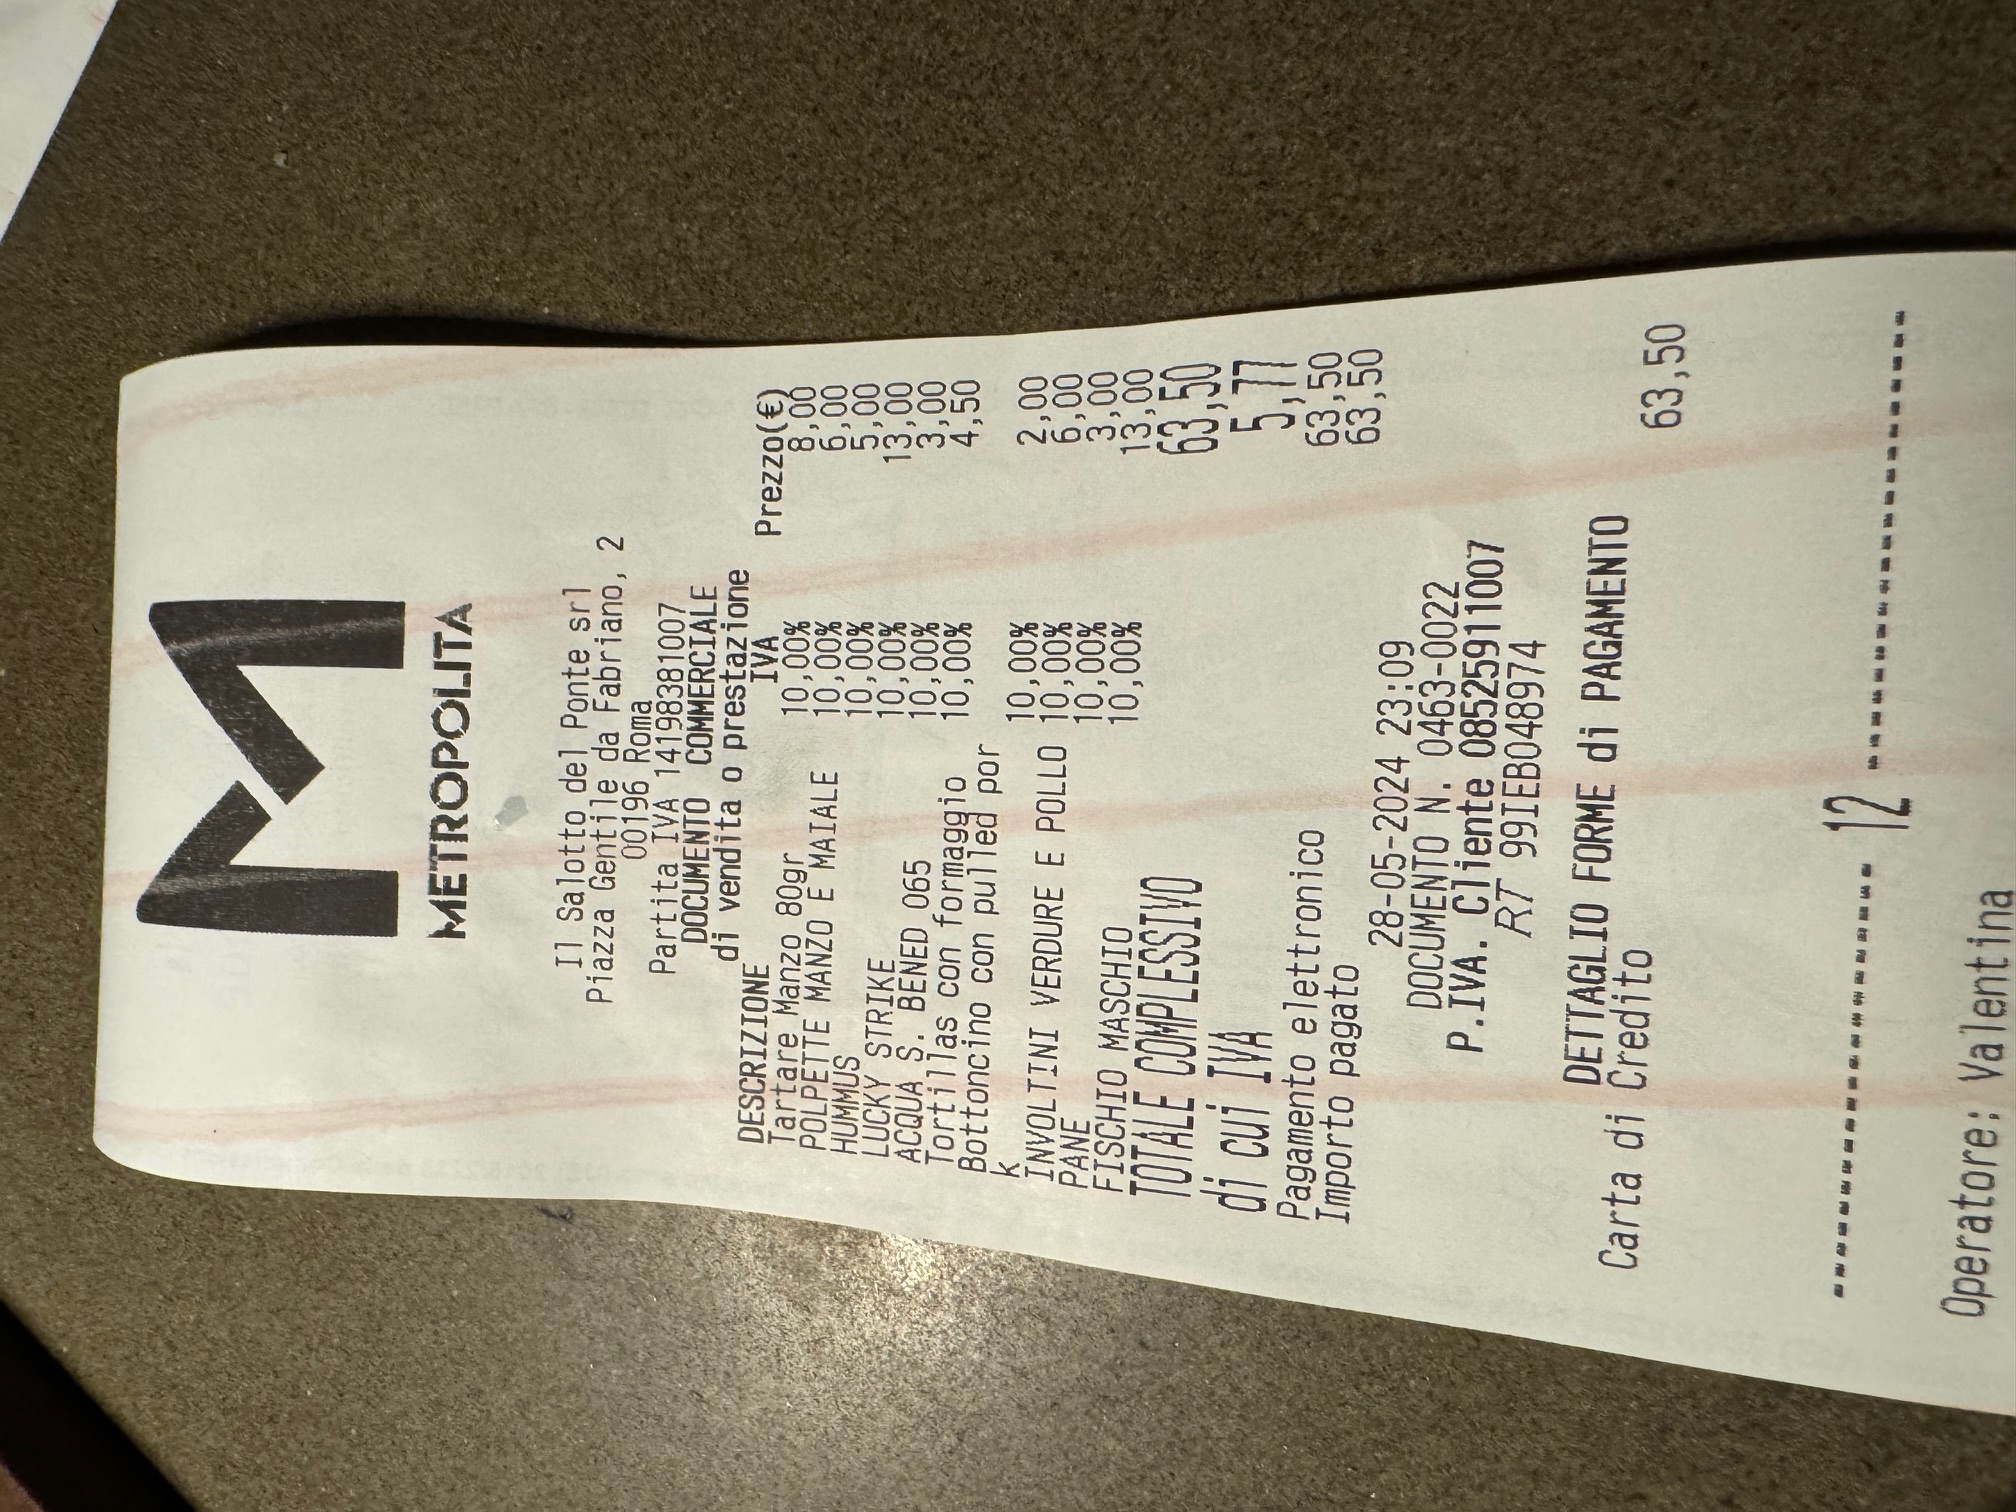 METROPOLITA
Il Salotto del Ponte srl
Piazza Gentile da Fabriano, 2
00196 Roma
Partita IVA 14198381007
DOCUMENTO COMMERCIALE
di vendita o prestazione
DESCRIZIONE IVA Prezzo(€)
Tartare Manzo 80gr 10,00% 8,00
POLPETTE MANZO E MAIALE 10,00% 6,00
HUMMUS 10,00% 5,00
LUCKY STRIKE 10,00% 13,00
ACQUA S. BENED 065 10,00% 3,00
Tortillas con formaggio 10,00% 4,50
Bottoncino con pulled por
k 10,00% 2,00
INVOLTINI VERDURE E POLLO 10,00% 6,00
PANE 10,00% 3,00
FISCHIO MASCHIO 10,00% 13,00
TOTALE COMPLESSIVO 63,50
di cui IVA 5,77
Pagamento elettronico 63,50
Importo pagato 63,50
28-05-2024 23:09
DOCUMENTO N. 0463-0022
P.IVA. Cliente 08525911007
RT 99IEB048974
DETTAGLIO FORME di PAGAMENTO
Carta di Credito 63,50
---------------- 12 ----------------
Operatore: Valentina